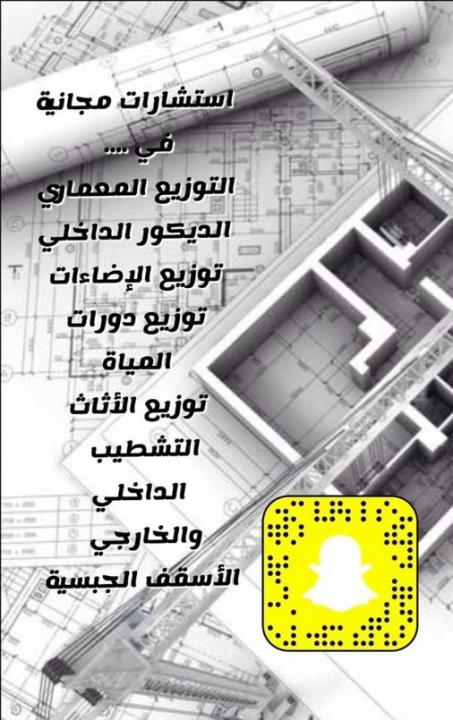 استشارات مجانية
في ....
التوزيع المعماري
الديكور الداخلي
توزيع الإضاءات
توزيع دورات
المياة
توزيع الأثاث
التشطيب
الداخلي
والخارجي
الأسقف الجبسية